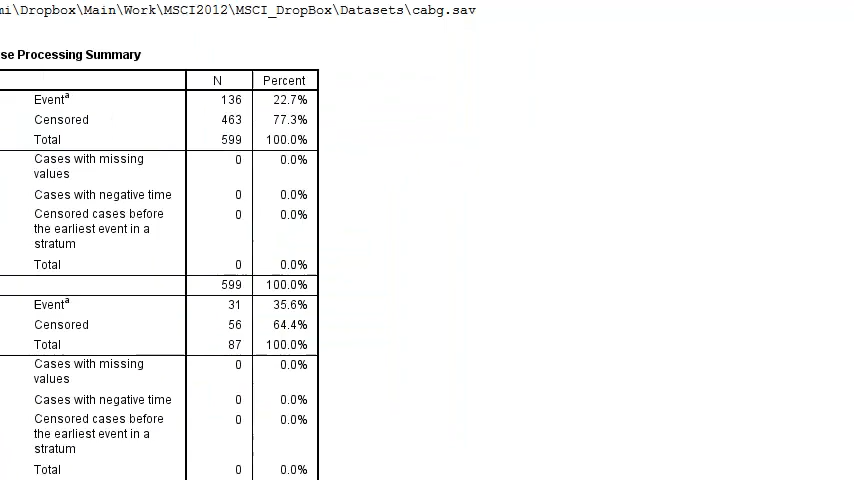 mi\Dropbox\Main\Work\MSCI2012\MSCI_DropBox\Datasets\cabg.sav
se Processing Summary
N Percent
Eventa 136 22.7%
Censored 463 77.3%
Total 599 100.0%
Cases with missing
values 0 0.0%
Cases with negative time 0 0.0%
Censored cases before
the earliest event in a
stratum 0 0.0%
Total 0 0.0%
599 100.0%
Eventa 31 35.6%
Censored 56 64.4%
Total 87 100.0%
Cases with missing
values 0 0.0%
Cases with negative time 0 0.0%
Censored cases before
the earliest event in a
stratum 0 0.0%
Total 0 0.0%